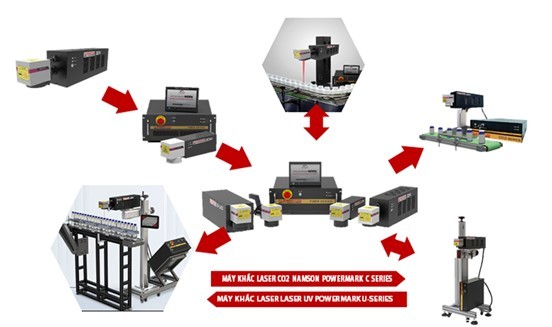 MÁY KHẮC LASER CO2 NAMSON POWERMARK C SERIES
MÁY KHẮC LASER LASER UV POWERMARK U-SERIES